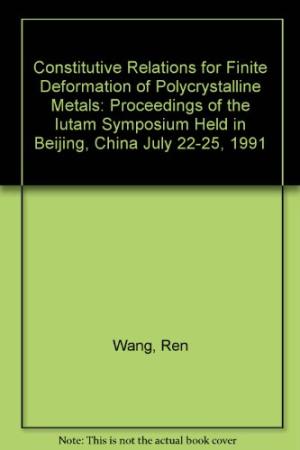 Constitutive Relations for Finite
Deformation of Polycrystalline
Metals: Proceedings of the
Iutam Symposium Held in
Beijing, China July 22-25, 1991
Wang, Ren
Note: This is not the actual book cover